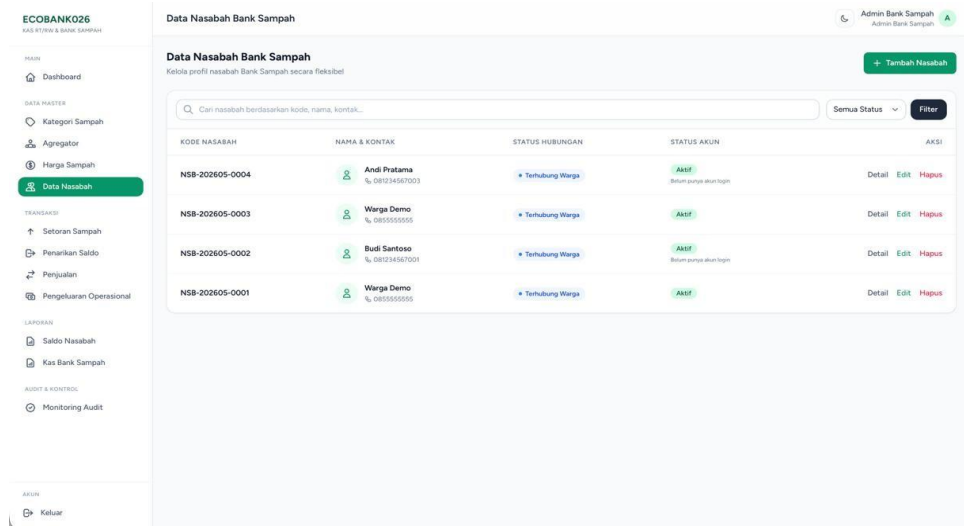 ECOBANK026
KAS RT/RW & BANK SAMPAH
MAIN
Dashboard
DATA MASTER
Kategori Sampah
Agregator
Harga Sampah
Data Nasabah
TRANSAKSI
Setoran Sampah
Penarikan Saldo
Penjualan
Pengeluaran Operasional
LAPORAN
Saldo Nasabah
Kas Bank Sampah
AUDIT & KONTROL
Monitoring Audit
AKUN
Keluar
Data Nasabah Bank Sampah
Admin Bank Sampah
Admin Bank Sampah
A
Data Nasabah Bank Sampah
Kelola profil nasabah Bank Sampah secara fleksibel
+ Tambah Nasabah
Cari nasabah berdasarkan kode, nama, kontak...
Semua Status
Filter
KODE NASABAH NAMA & KONTAK STATUS HUBUNGAN STATUS AKUN AKSI
NSB-202605-0004 Andi Pratama Terhubung Warga Aktif Detail Edit Hapus
081234567003 Belum punya akun login
NSB-202605-0003 Warga Demo Terhubung Warga Aktif Detail Edit Hapus
0855555555
NSB-202605-0002 Budi Santoso Terhubung Warga Aktif Detail Edit Hapus
081234567001 Belum punya akun login
NSB-202605-0001 Warga Demo Terhubung Warga Aktif Detail Edit Hapus
0855555555